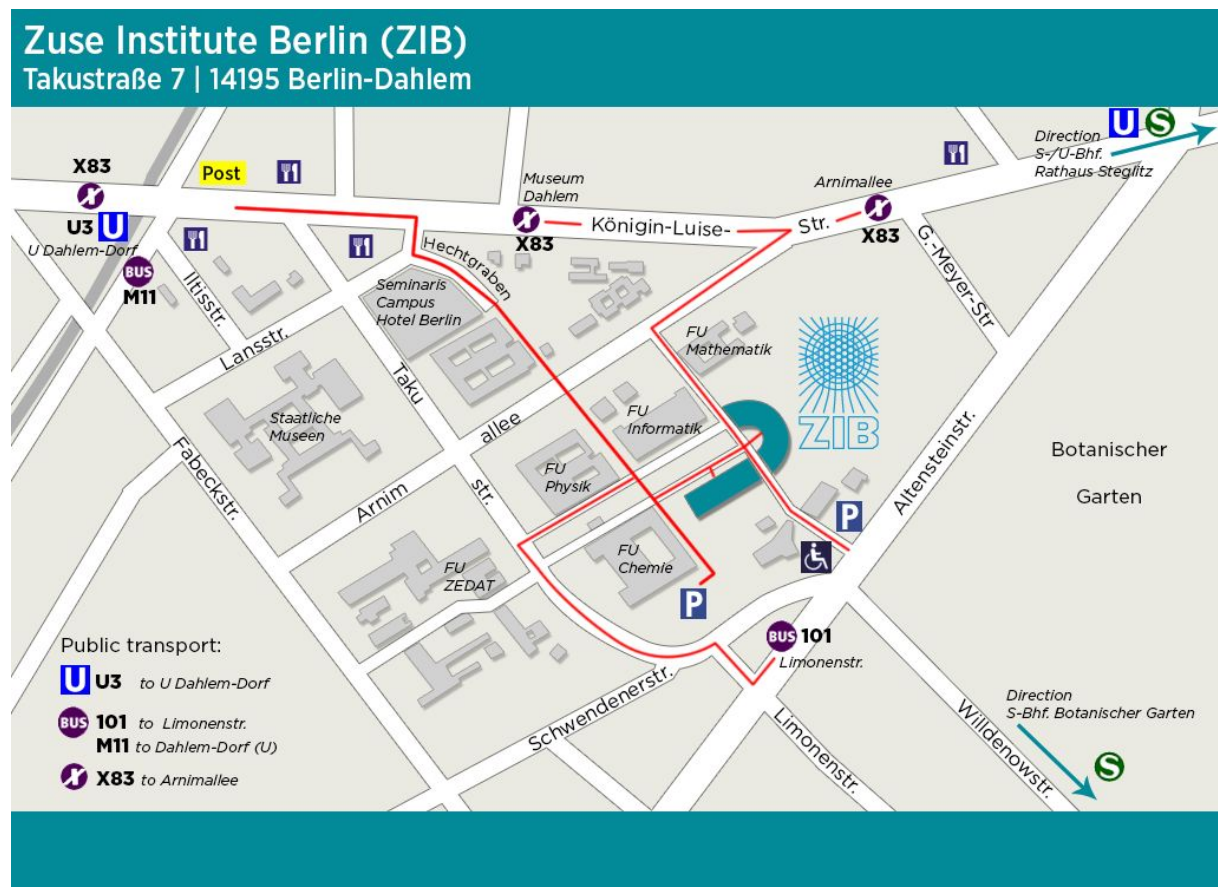 Zuse Institute Berlin (ZIB)
Takustraße 7 | 14195 Berlin-Dahlem
X83
Post
U3 U
U Dahlem-Dorf
BUS
M11
Museum
Dahlem
X
X83
Königin-Luise-
Str.
Arnimallee
X
X83
U S
Direction
S-/U-Bhf.
Rathaus Steglitz
G.-Meyer-Str
Iltisstr.
Lansstr.
Hechtgraben
Seminaris
Campus
Hotel Berlin
Taku
str.
Staatliche
Museen
Fabeckstr.
Arnim
allee
FU
Mathematik
FU
Informatik
FU
Physik
ZIB
Altensteinstr.
Botanischer
Garten
P
FU
Chemie
P
FU
ZEDAT
BUS 101
Limonenstr.
Schwendenerstr.
Limonenstr.
Willdenowstr.
Direction
S-Bhf. Botanischer Garten
S
Public transport:
U U3 to U Dahlem-Dorf
BUS 101 to Limonenstr.
M11 to Dahlem-Dorf (U)
X X83 to Arnimallee